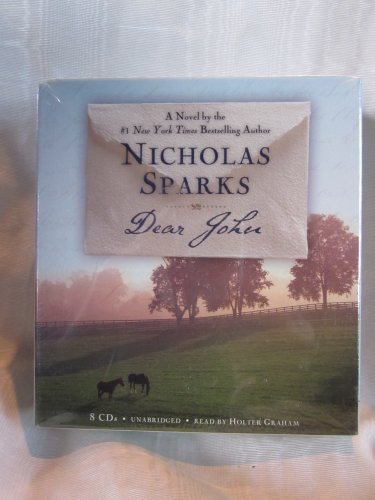 A Novel by the
#1 New York Times Bestselling Author
NICHOLAS
SPARKS
Dear John
8 CDs • UNABRIDGED • READ BY HOLTER GRAHAM